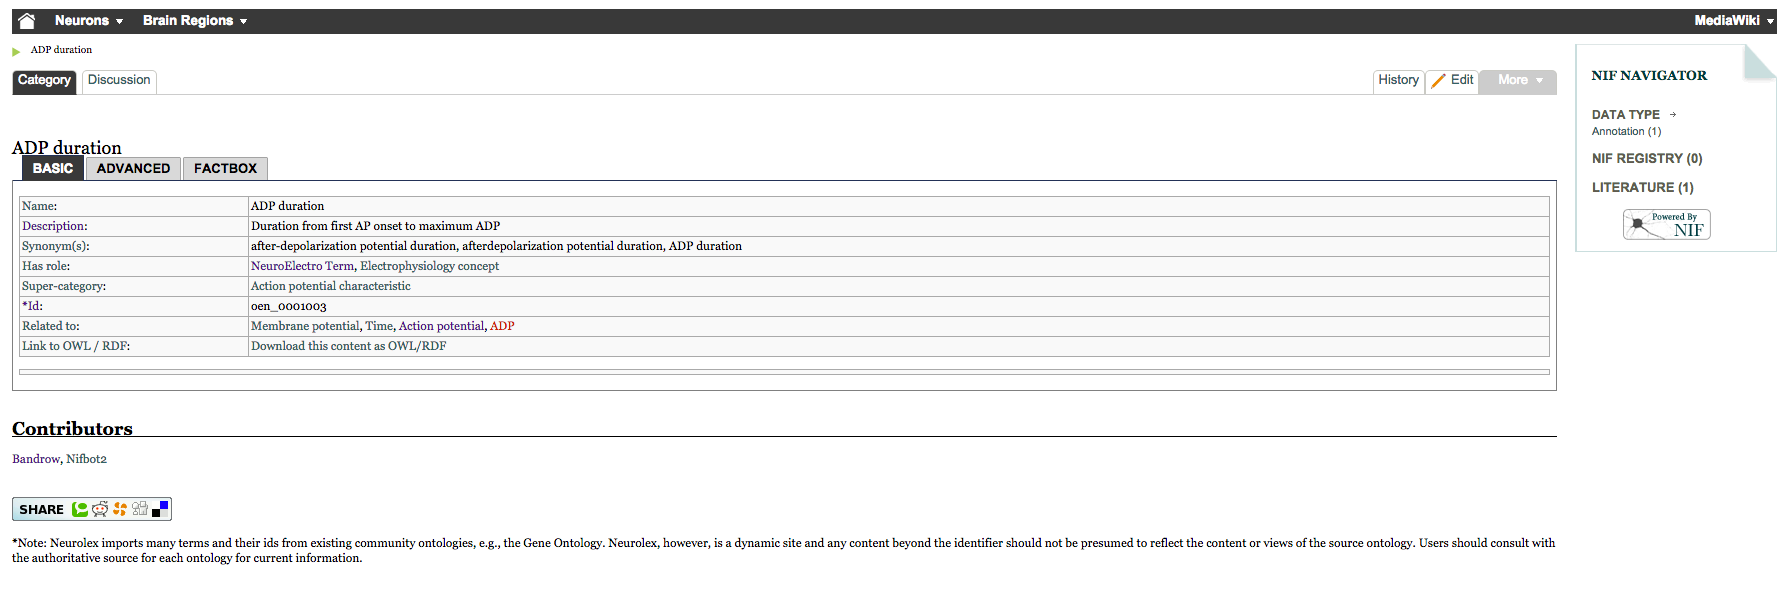 Neurons Brain Regions MediaWiki
ADP duration
Category Discussion History Edit More
ADP duration
BASIC ADVANCED FACTBOX
Name: ADP duration
Description: Duration from first AP onset to maximum ADP
Synonym(s): after-depolarization potential duration, afterdepolarization potential duration, ADP duration
Has role: NeuroElectro Term, Electrophysiology concept
Super-category: Action potential characteristic
*Id: oen_0001003
Related to: Membrane potential, Time, Action potential, ADP
Link to OWL / RDF: Download this content as OWL/RDF
Contributors
Bandrow, Nifbot2
SHARE
*Note: Neurolex imports many terms and their ids from existing community ontologies, e.g., the Gene Ontology. Neurolex, however, is a dynamic site and any content beyond the identifier should not be presumed to reflect the content or views of the source ontology. Users should consult with
the authoritative source for each ontology for current information.
NIF NAVIGATOR
DATA TYPE
Annotation (1)
NIF REGISTRY (0)
LITERATURE (1)
Powered By
NIF